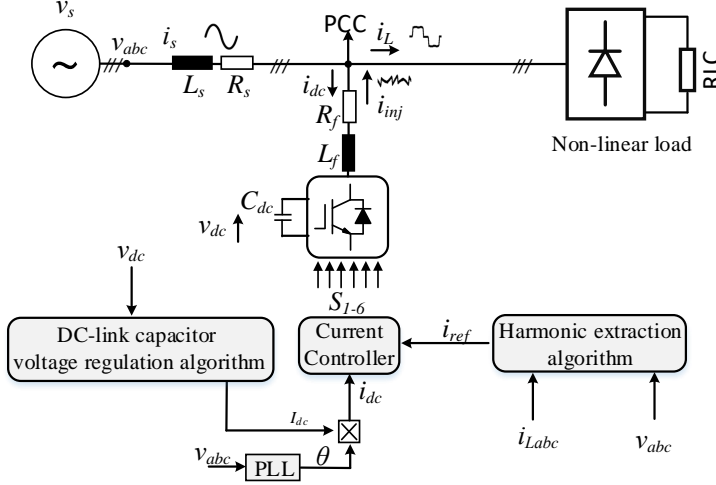 v_s
v_abc
i_s
L_s
R_s
PCC
i_L
i_dc
i_inj
R_f
L_f
RLC
Non-linear load
C_dc
v_dc
S_1-6
v_dc
DC-link capacitor
voltage regulation algorithm
Current
Controller
i_ref
Harmonic extraction
algorithm
i_dc
I_dc
i_Labc
v_abc
v_abc
PLL
θ